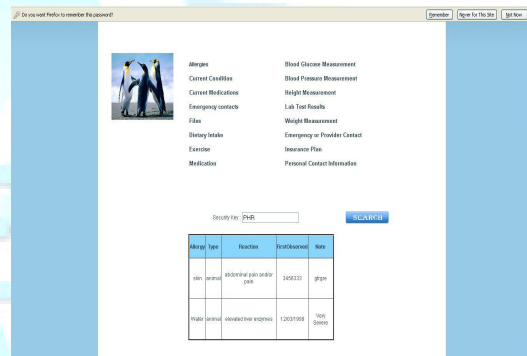 Do you want Firefox to remember this password?
Remember Never for This Site Not Now
Allergies Blood Glucose Measurement
Current Condition Blood Pressure Measurement
Current Medications Height Measurement
Emergency contacts Lab Test Results
Files Weight Measurement
Dietary Intake Emergency or Provider Contact
Exercise Insurance Plan
Medication Personal Contact Information
Security Key: PHR SEARCH
Allergy Type Reaction FirstObserved Note
skin animal abdominal pain and/or pain 3456333
Water animal elevated liver enzymes 12/03/1998 Very Severe